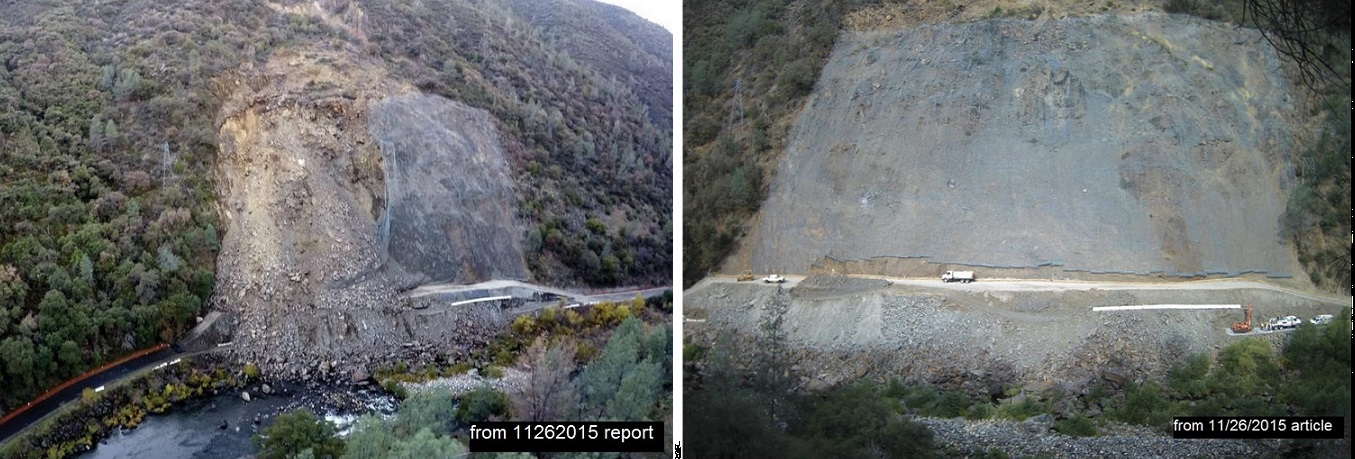 from 11262015 report
from 11/26/2015 article